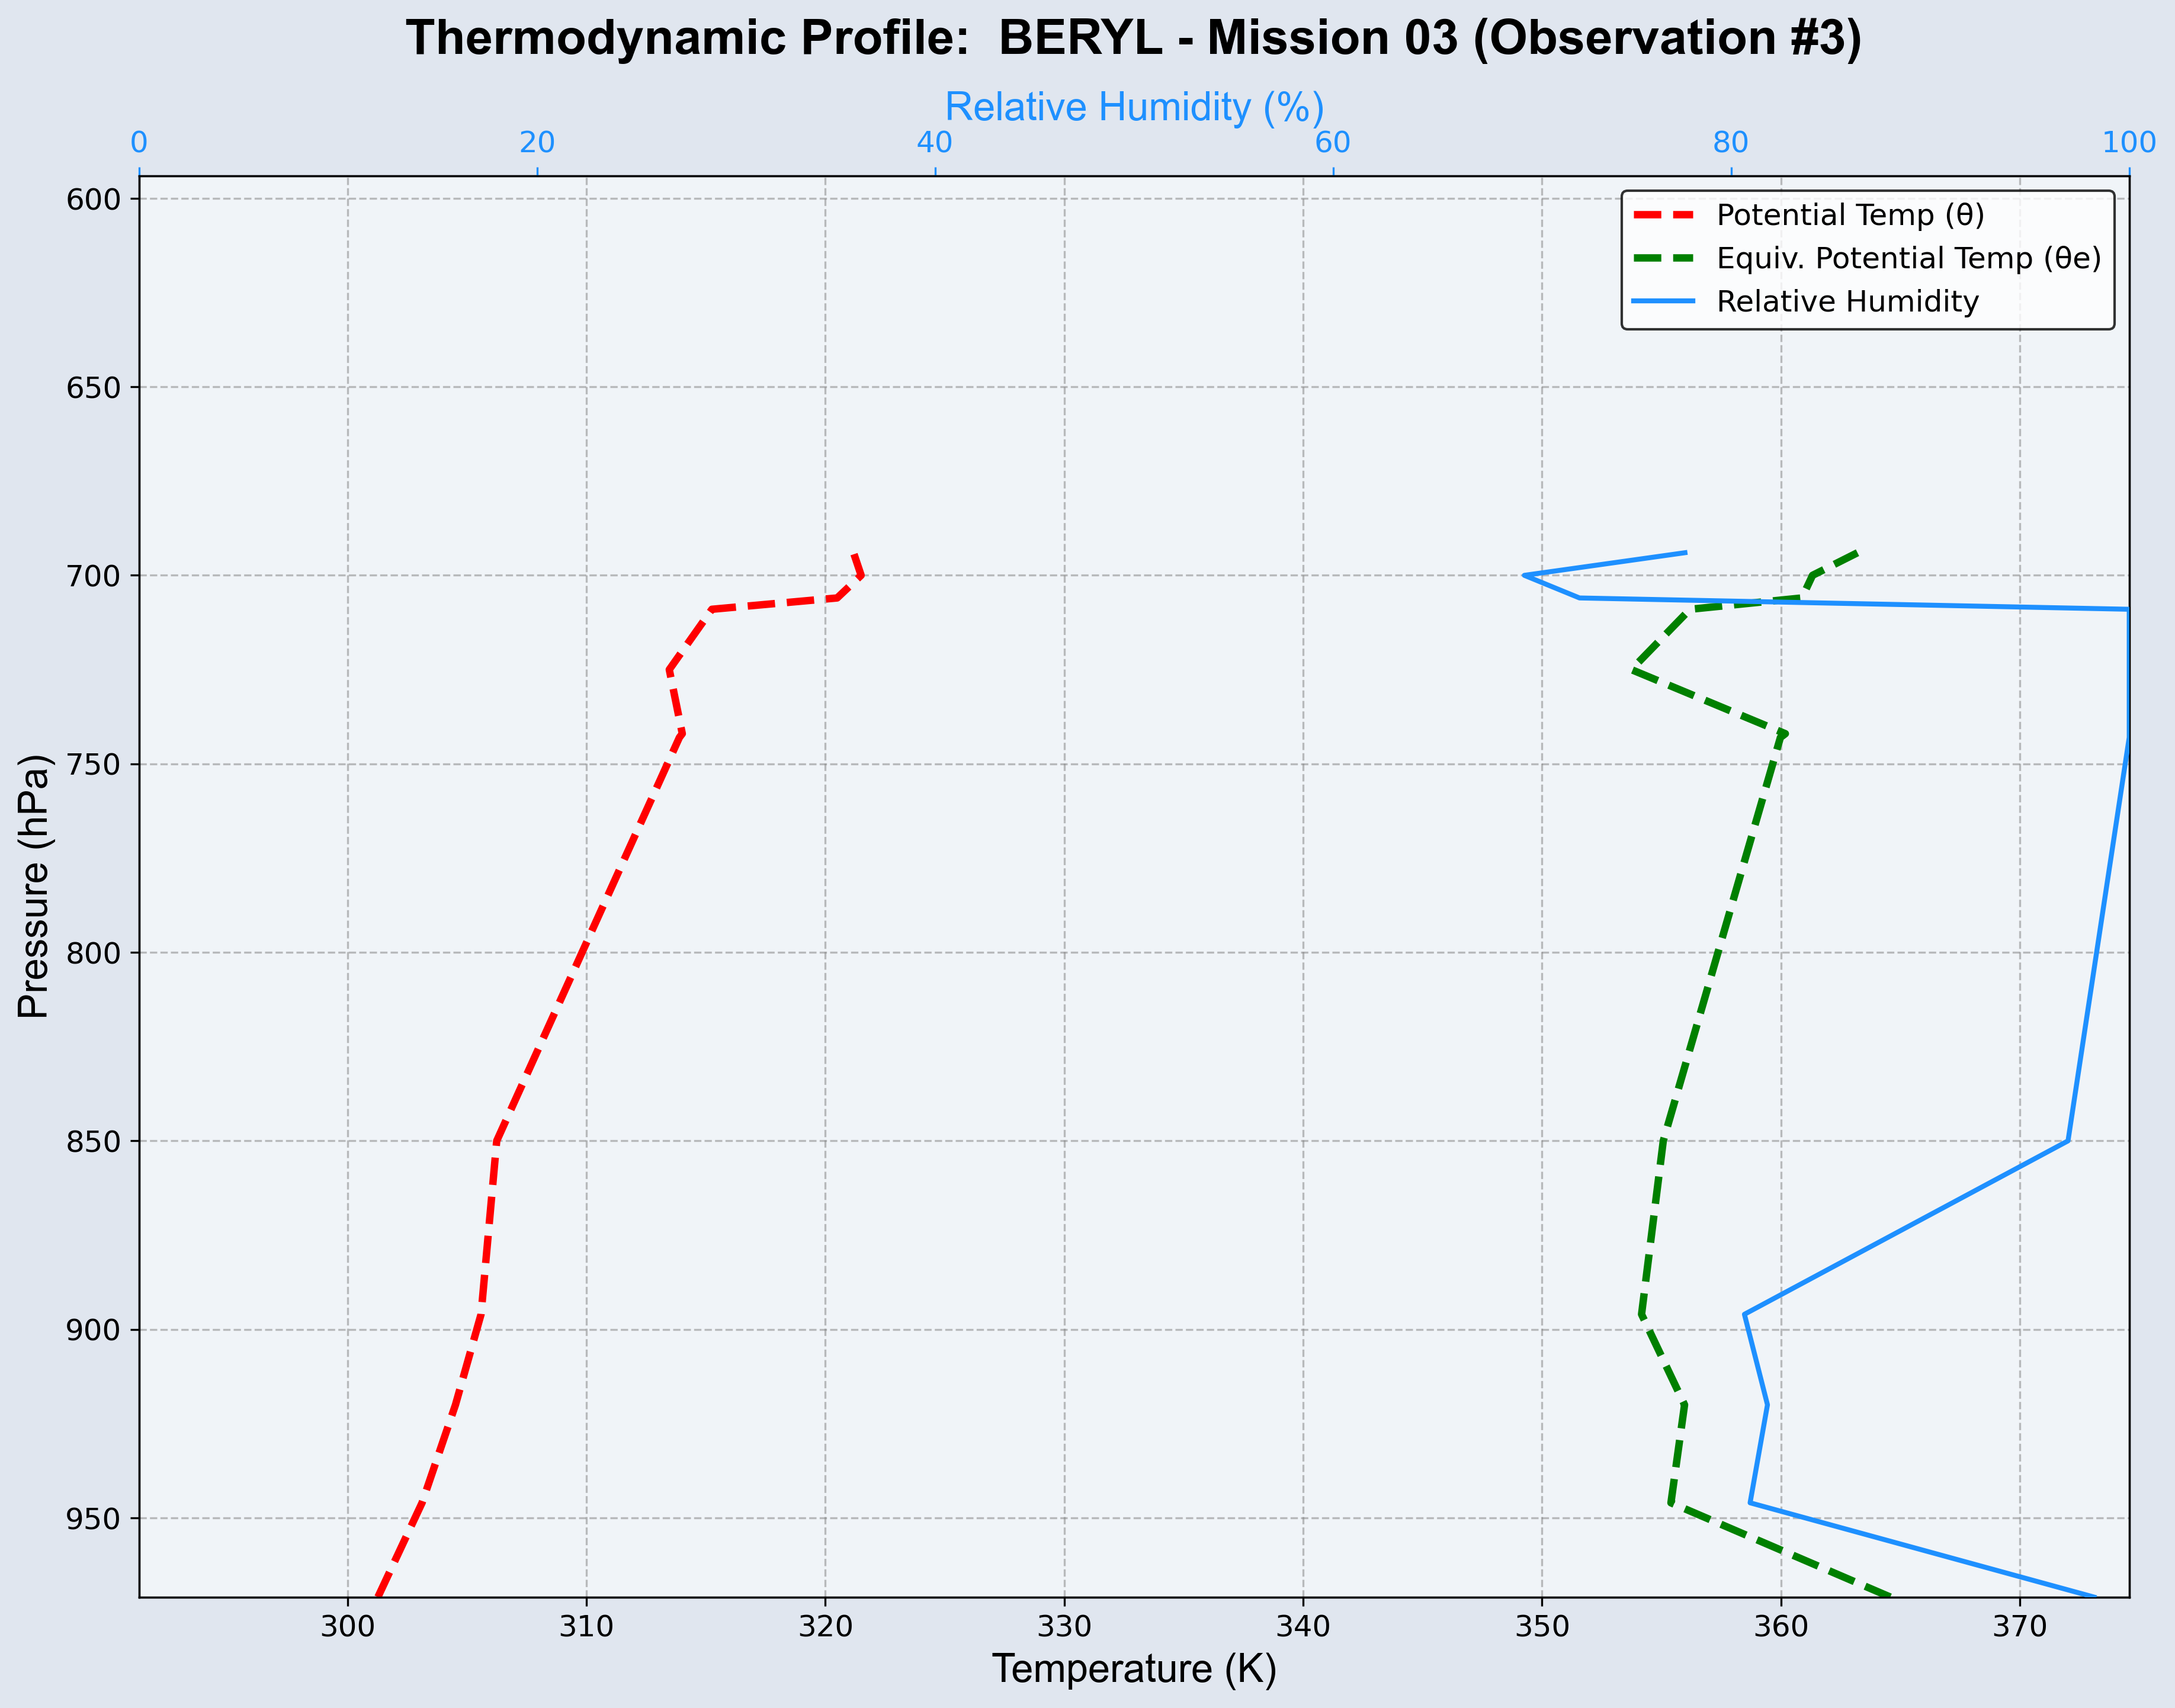 Thermodynamic Profile:  BERYL - Mission 03 (Observation #3)
Relative Humidity (%)
0 20 40 60 80 100
Potential Temp (θ)
Equiv. Potential Temp (θe)
Relative Humidity
Pressure (hPa)
600
650
700
750
800
850
900
950
300 310 320 330 340 350 360 370
Temperature (K)